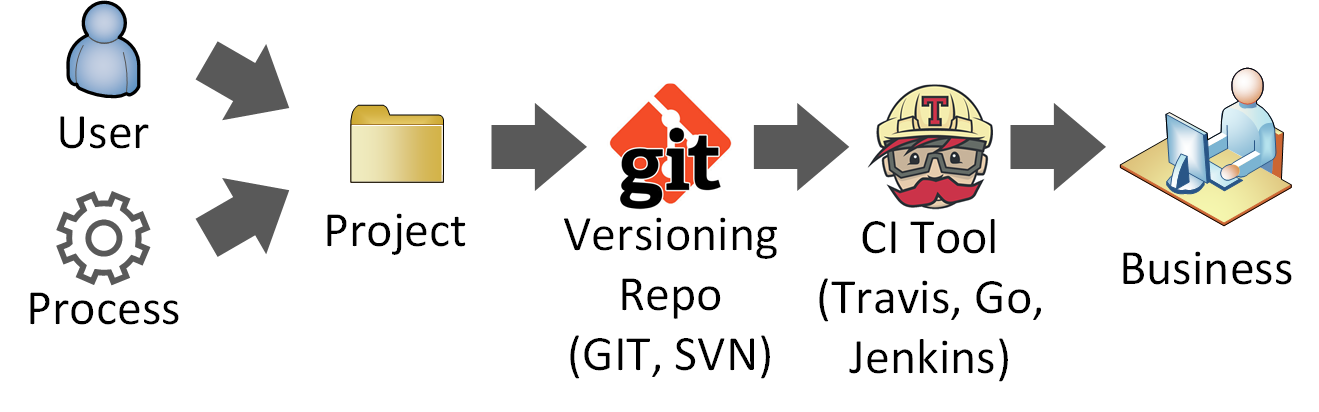 User
Process
Project
git
Versioning
Repo
(GIT, SVN)
T
CI Tool
(Travis, Go,
Jenkins)
Business